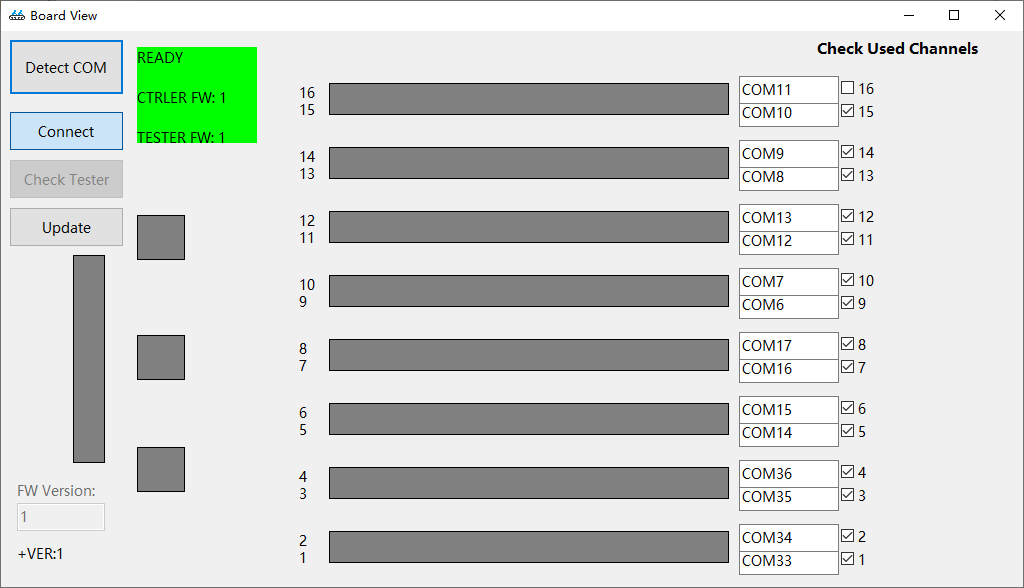 Board View
Check Used Channels
Detect COM
Connect
Check Tester
Update
READY
CTRLER FW: 1
TESTER FW: 1
16
15
COM11
COM10
16
15
14
13
COM9
COM8
14
13
12
11
COM13
COM12
12
11
10
9
COM7
COM6
10
9
8
7
COM17
COM16
8
7
6
5
COM15
COM14
6
5
4
3
COM36
COM35
4
3
2
1
COM34
COM33
2
1
FW Version:
1
+VER:1